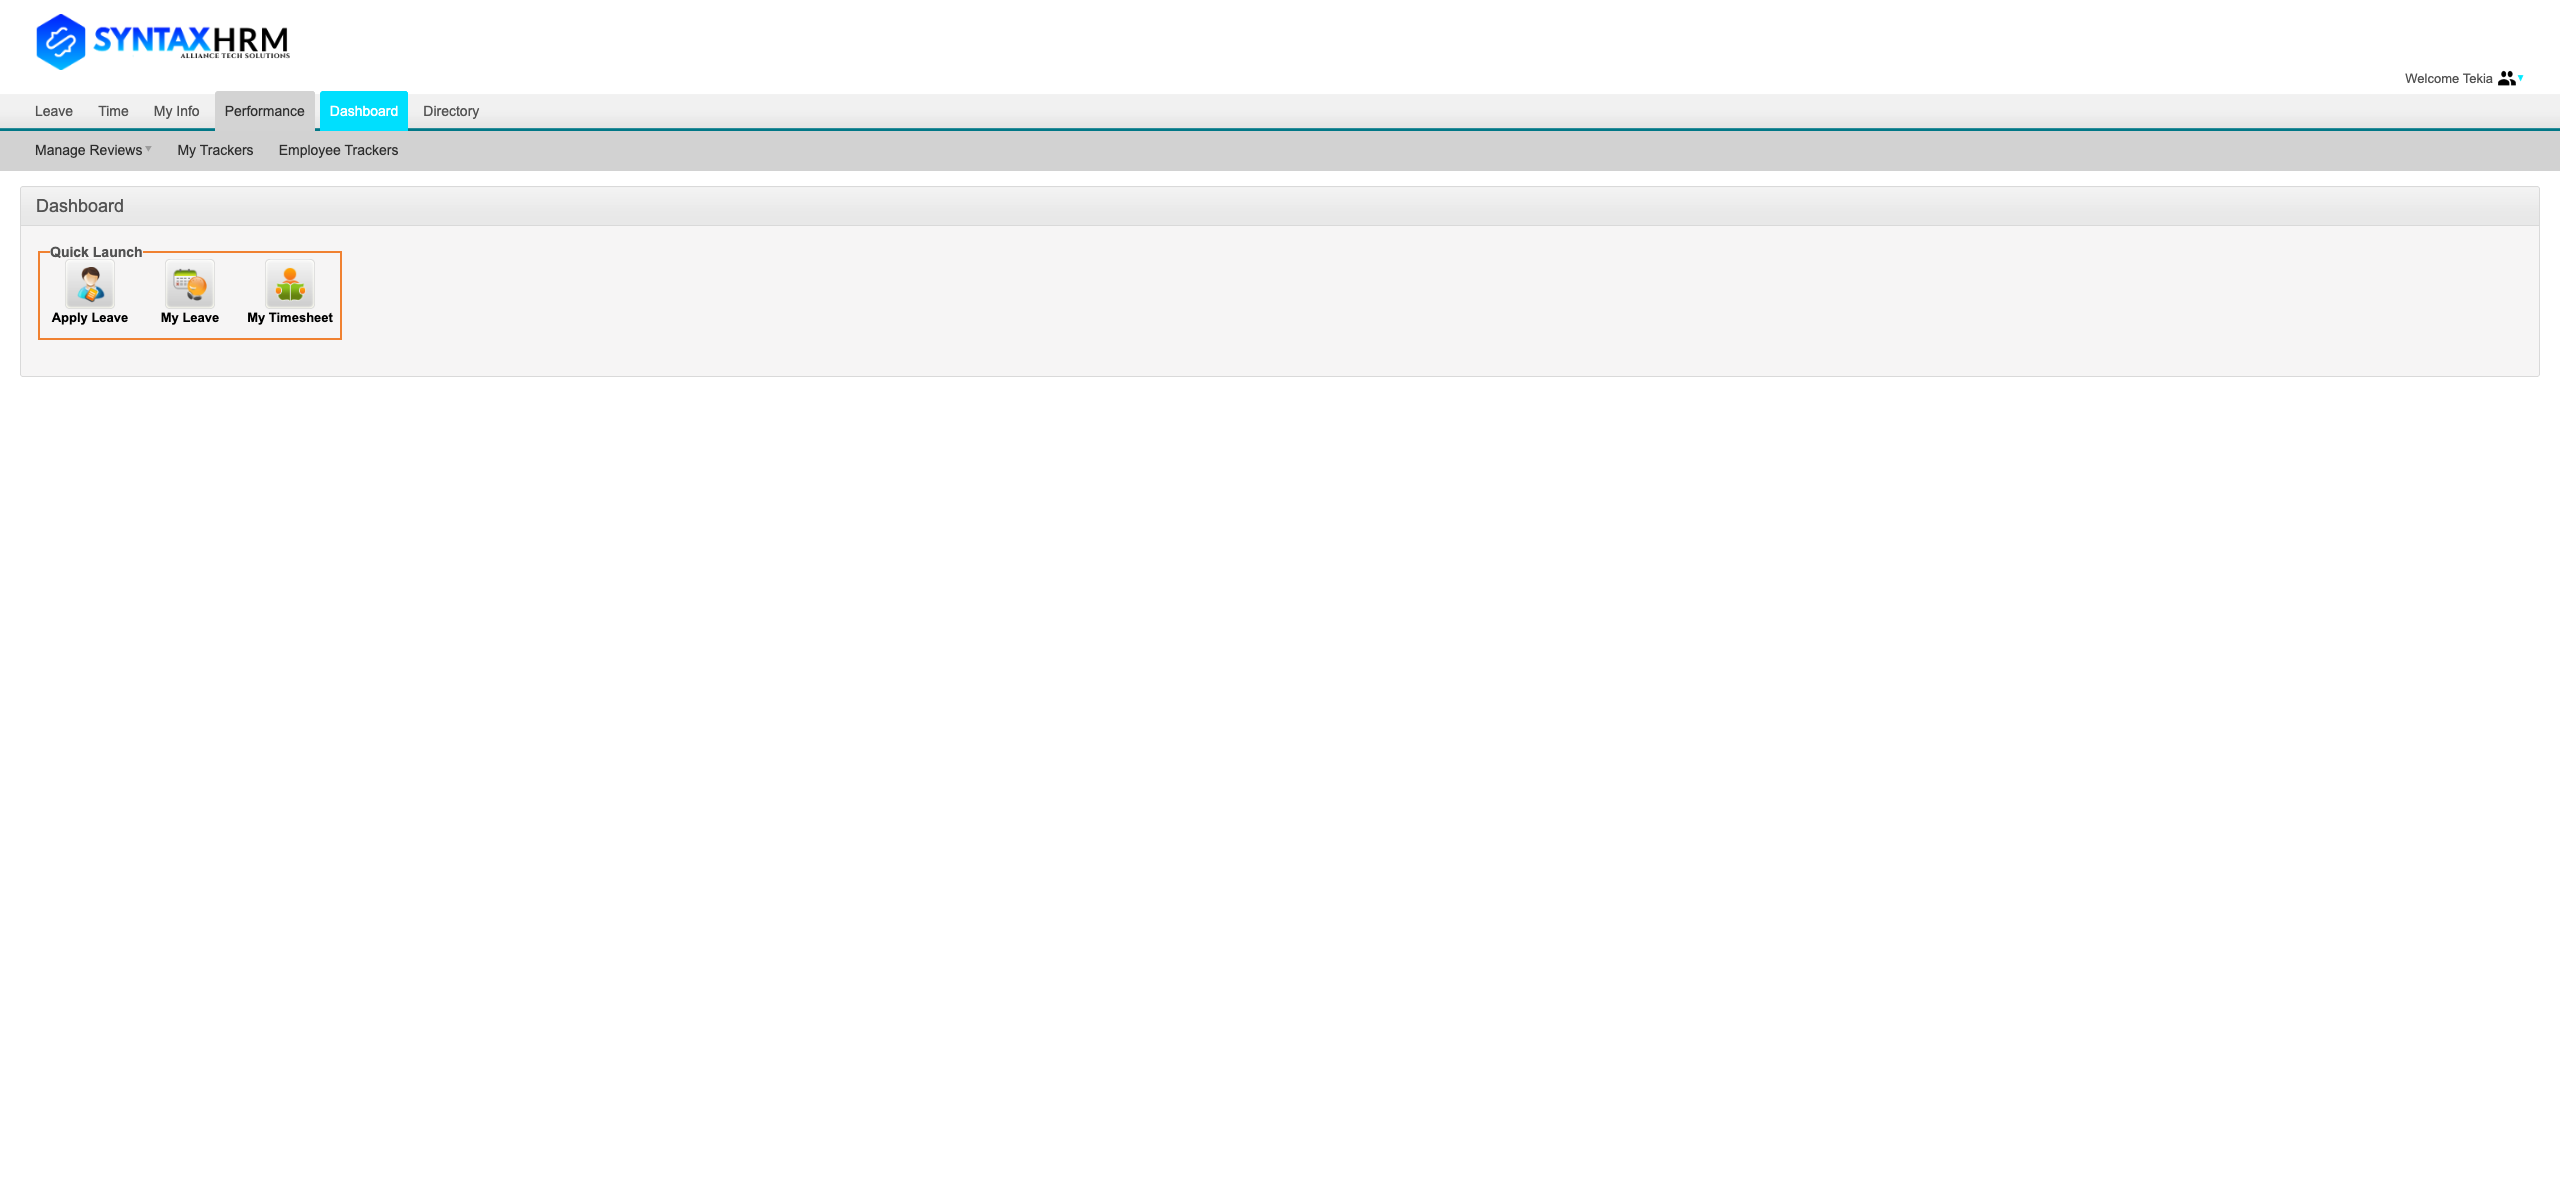 SYNTAXHRM
ALLIANCE TECH SOLUTIONS
Welcome Tekia
Leave Time My Info Performance Dashboard Directory
Manage Reviews My Trackers Employee Trackers
Dashboard
Quick Launch
Apply Leave My Leave My Timesheet